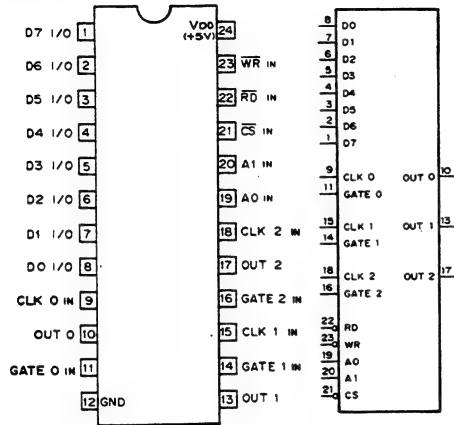 D7 I/O 1
D6 I/O 2
D5 I/O 3
D4 I/O 4
D3 I/O 5
D2 I/O 6
D1 I/O 7
D0 I/O 8
CLK 0 IN 9
OUT 0 10
GATE 0 IN 11
12 GND
VDD 24
(+5V)
23 W̅R̅ IN
22 R̅D̅ IN
21 C̅S̅ IN
20 A1 IN
19 A0 IN
18 CLK 2 IN
17 OUT 2
16 GATE 2 IN
15 CLK 1 IN
14 GATE 1 IN
13 OUT 1
8 D0
7 D1
6 D2
5 D3
4 D4
3 D5
2 D6
1 D7
9 CLK 0 OUT 0 10
11 GATE 0
15 CLK 1 OUT 1 13
14 GATE 1
18 CLK 2 OUT 2 17
16 GATE 2
22 RD
23 WR
19 A0
20 A1
21 CS